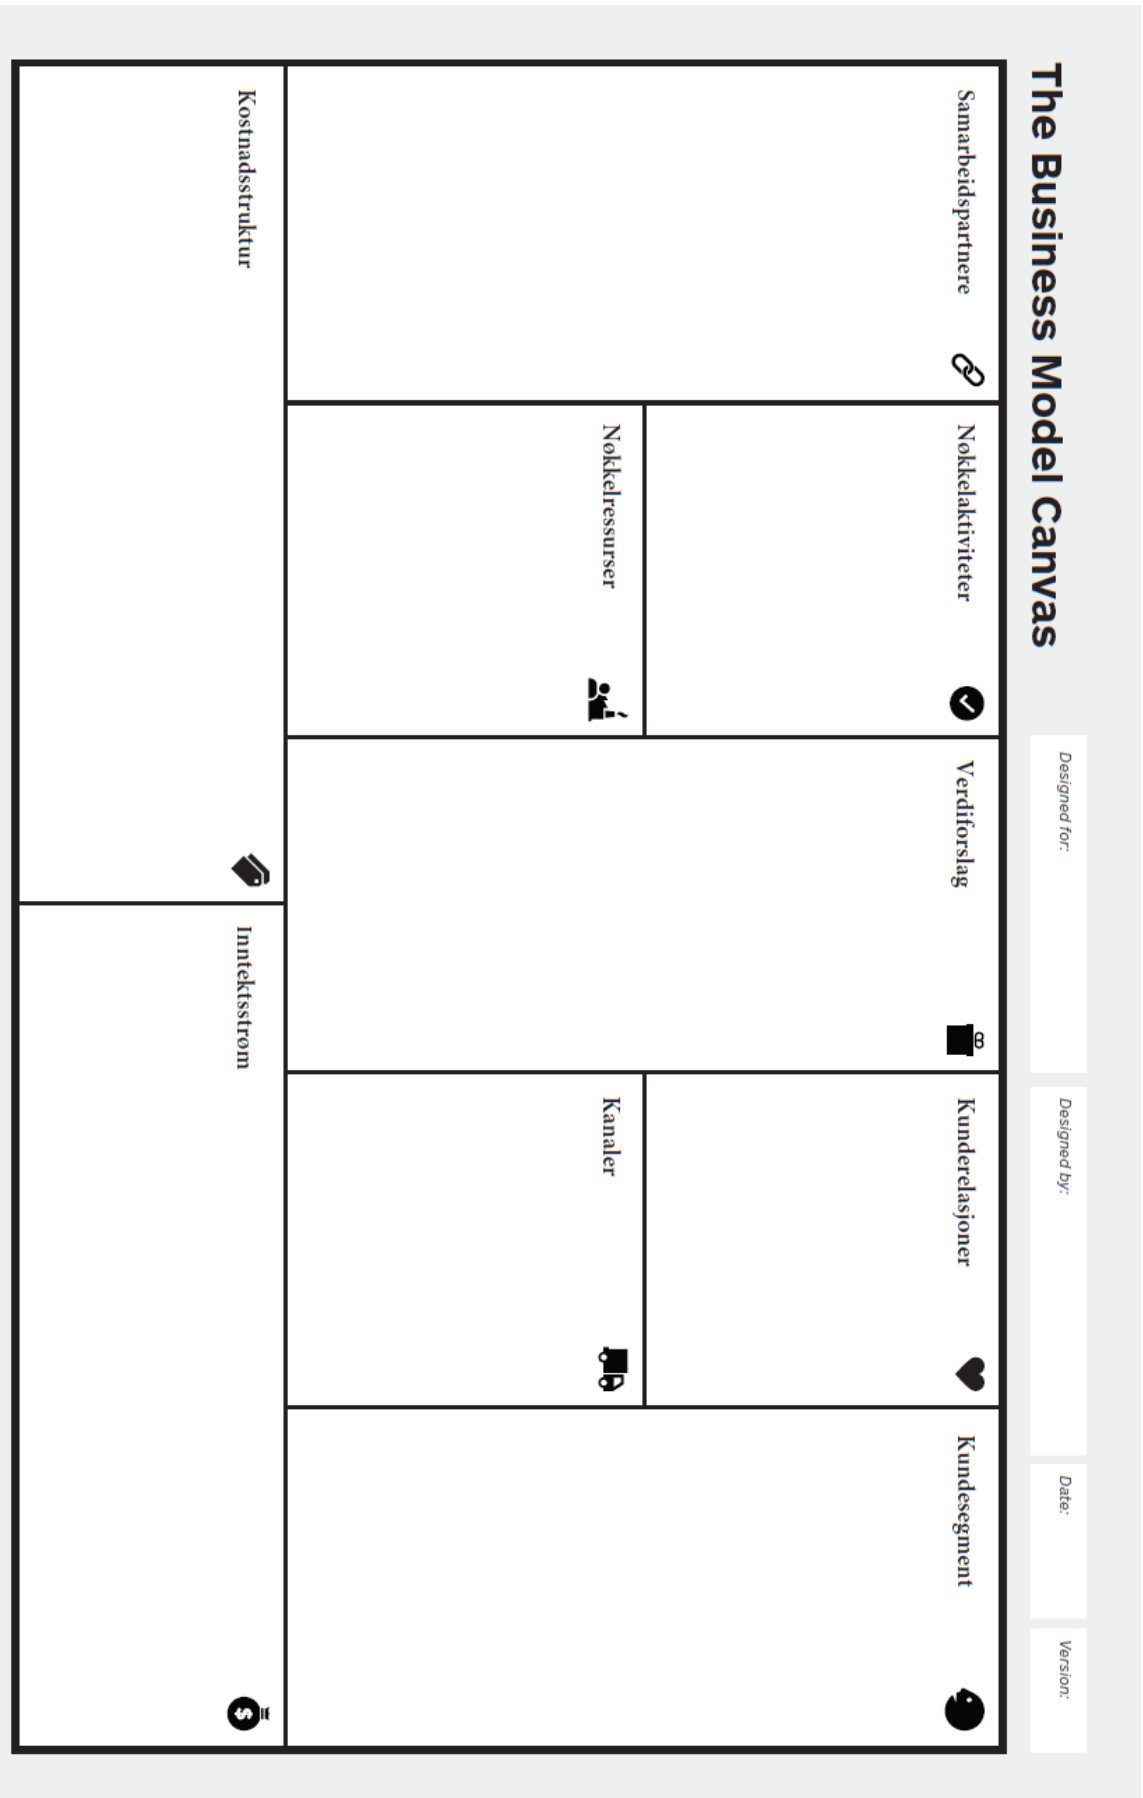 The Business Model Canvas
Designed for:
Designed by:
Date:
Version:
Samarbeidspartnere
Nøkkelaktiviteter
Nøkkelressurser
Verdiforslag
Kunderelasjoner
Kanaler
Kundesegment
Kostnadsstruktur
Inntektsstrøm